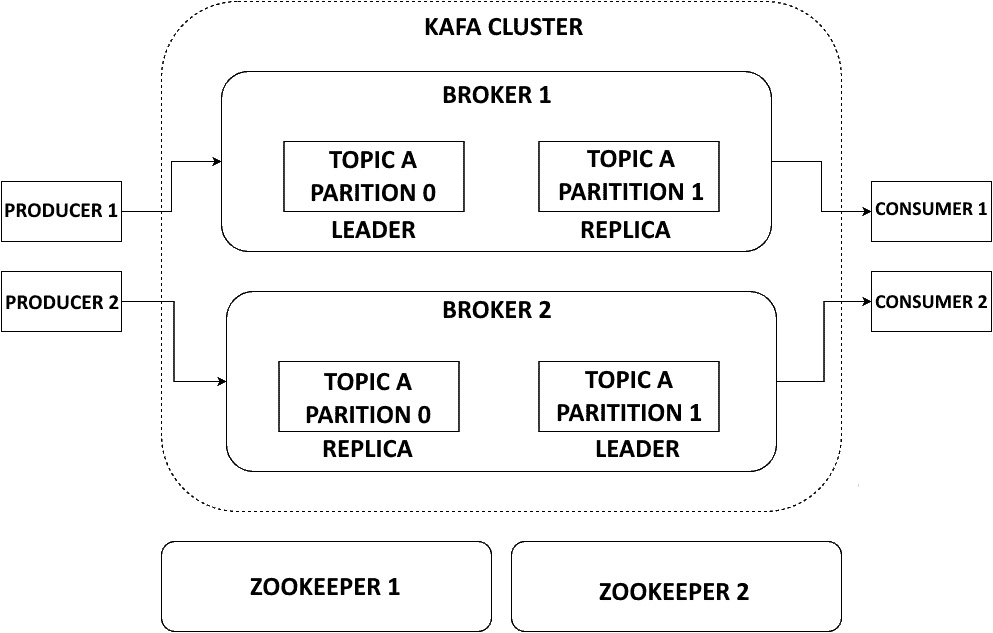 KAFA CLUSTER
BROKER 1
TOPIC A
PARITION 0
LEADER
TOPIC A
PARITITION 1
REPLICA
PRODUCER 1
CONSUMER 1
PRODUCER 2
CONSUMER 2
BROKER 2
TOPIC A
PARITION 0
REPLICA
TOPIC A
PARITITION 1
LEADER
ZOOKEEPER 1
ZOOKEEPER 2